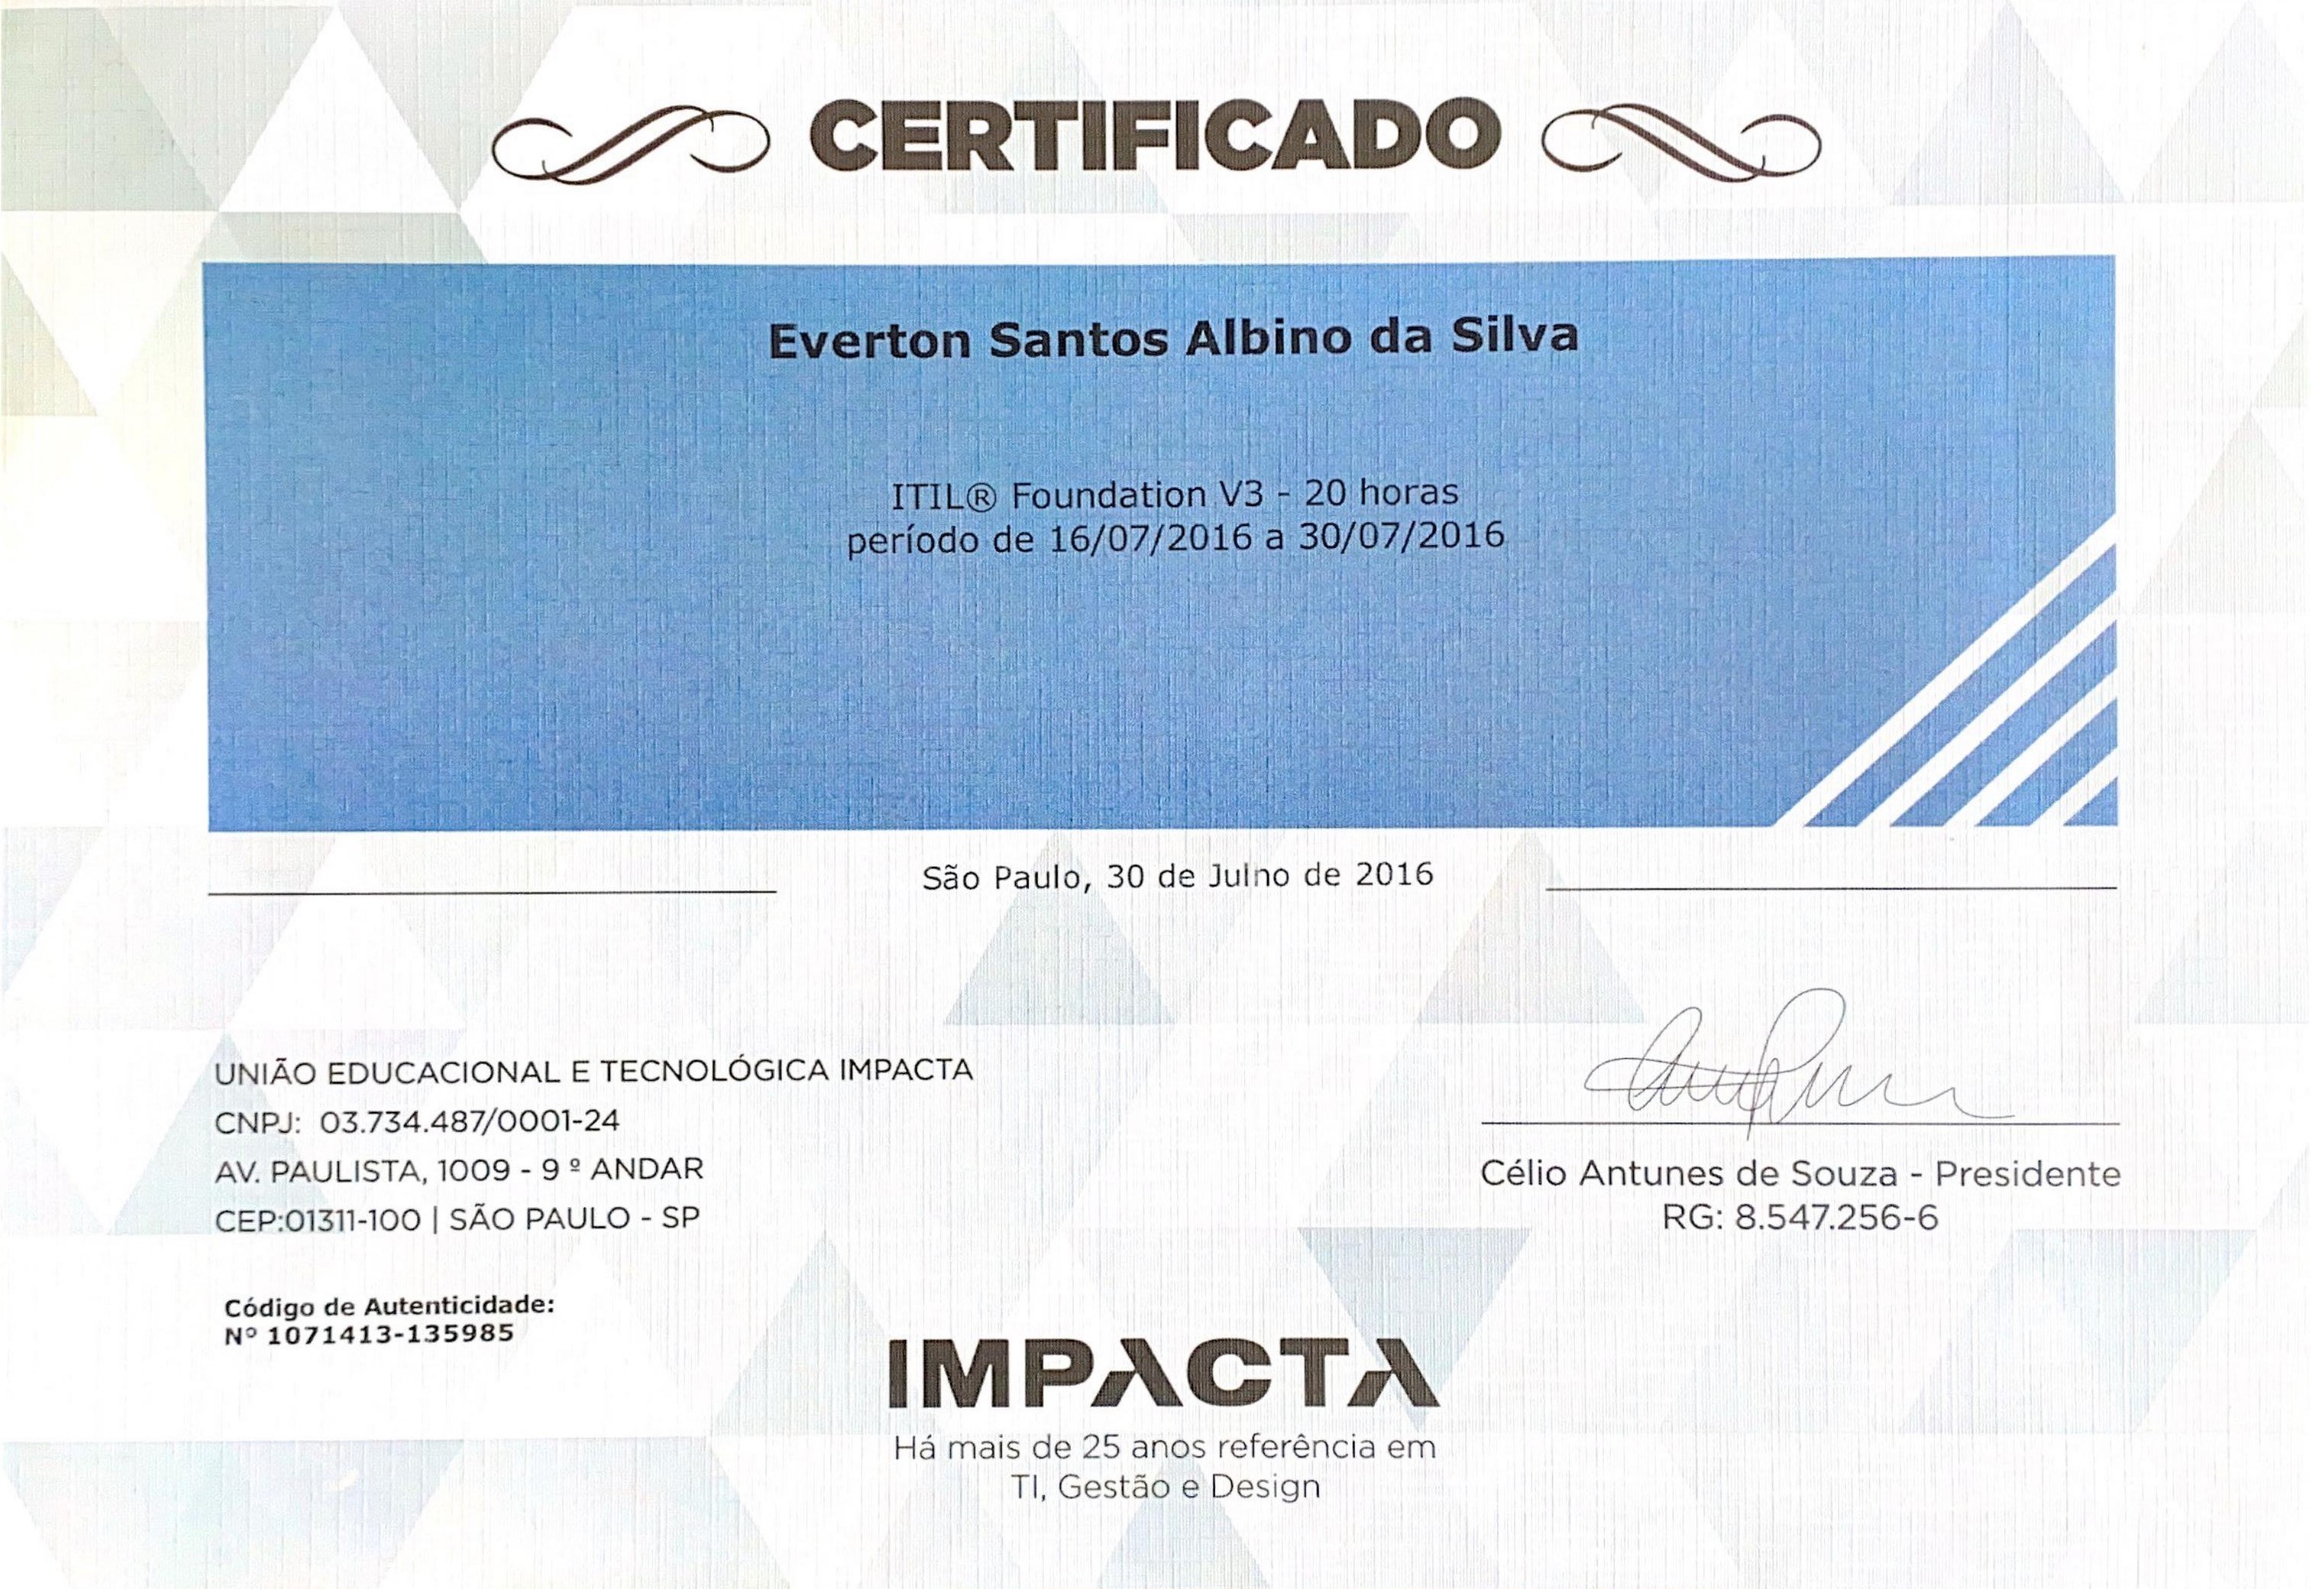 CERTIFICADO
Everton Santos Albino da Silva
ITIL® Foundation V3 - 20 horas
período de 16/07/2016 a 30/07/2016
São Paulo, 30 de Julho de 2016
UNIÃO EDUCACIONAL E TECNOLÓGICA IMPACTA
CNPJ: 03.734.487/0001-24
AV. PAULISTA, 1009 - 9 º ANDAR
CEP:01311-100 | SÃO PAULO - SP
Célio Antunes de Souza - Presidente
RG: 8.547.256-6
Código de Autenticidade:
Nº 1071413-135985
IMPACTA
Há mais de 25 anos referência em
TI, Gestão e Design